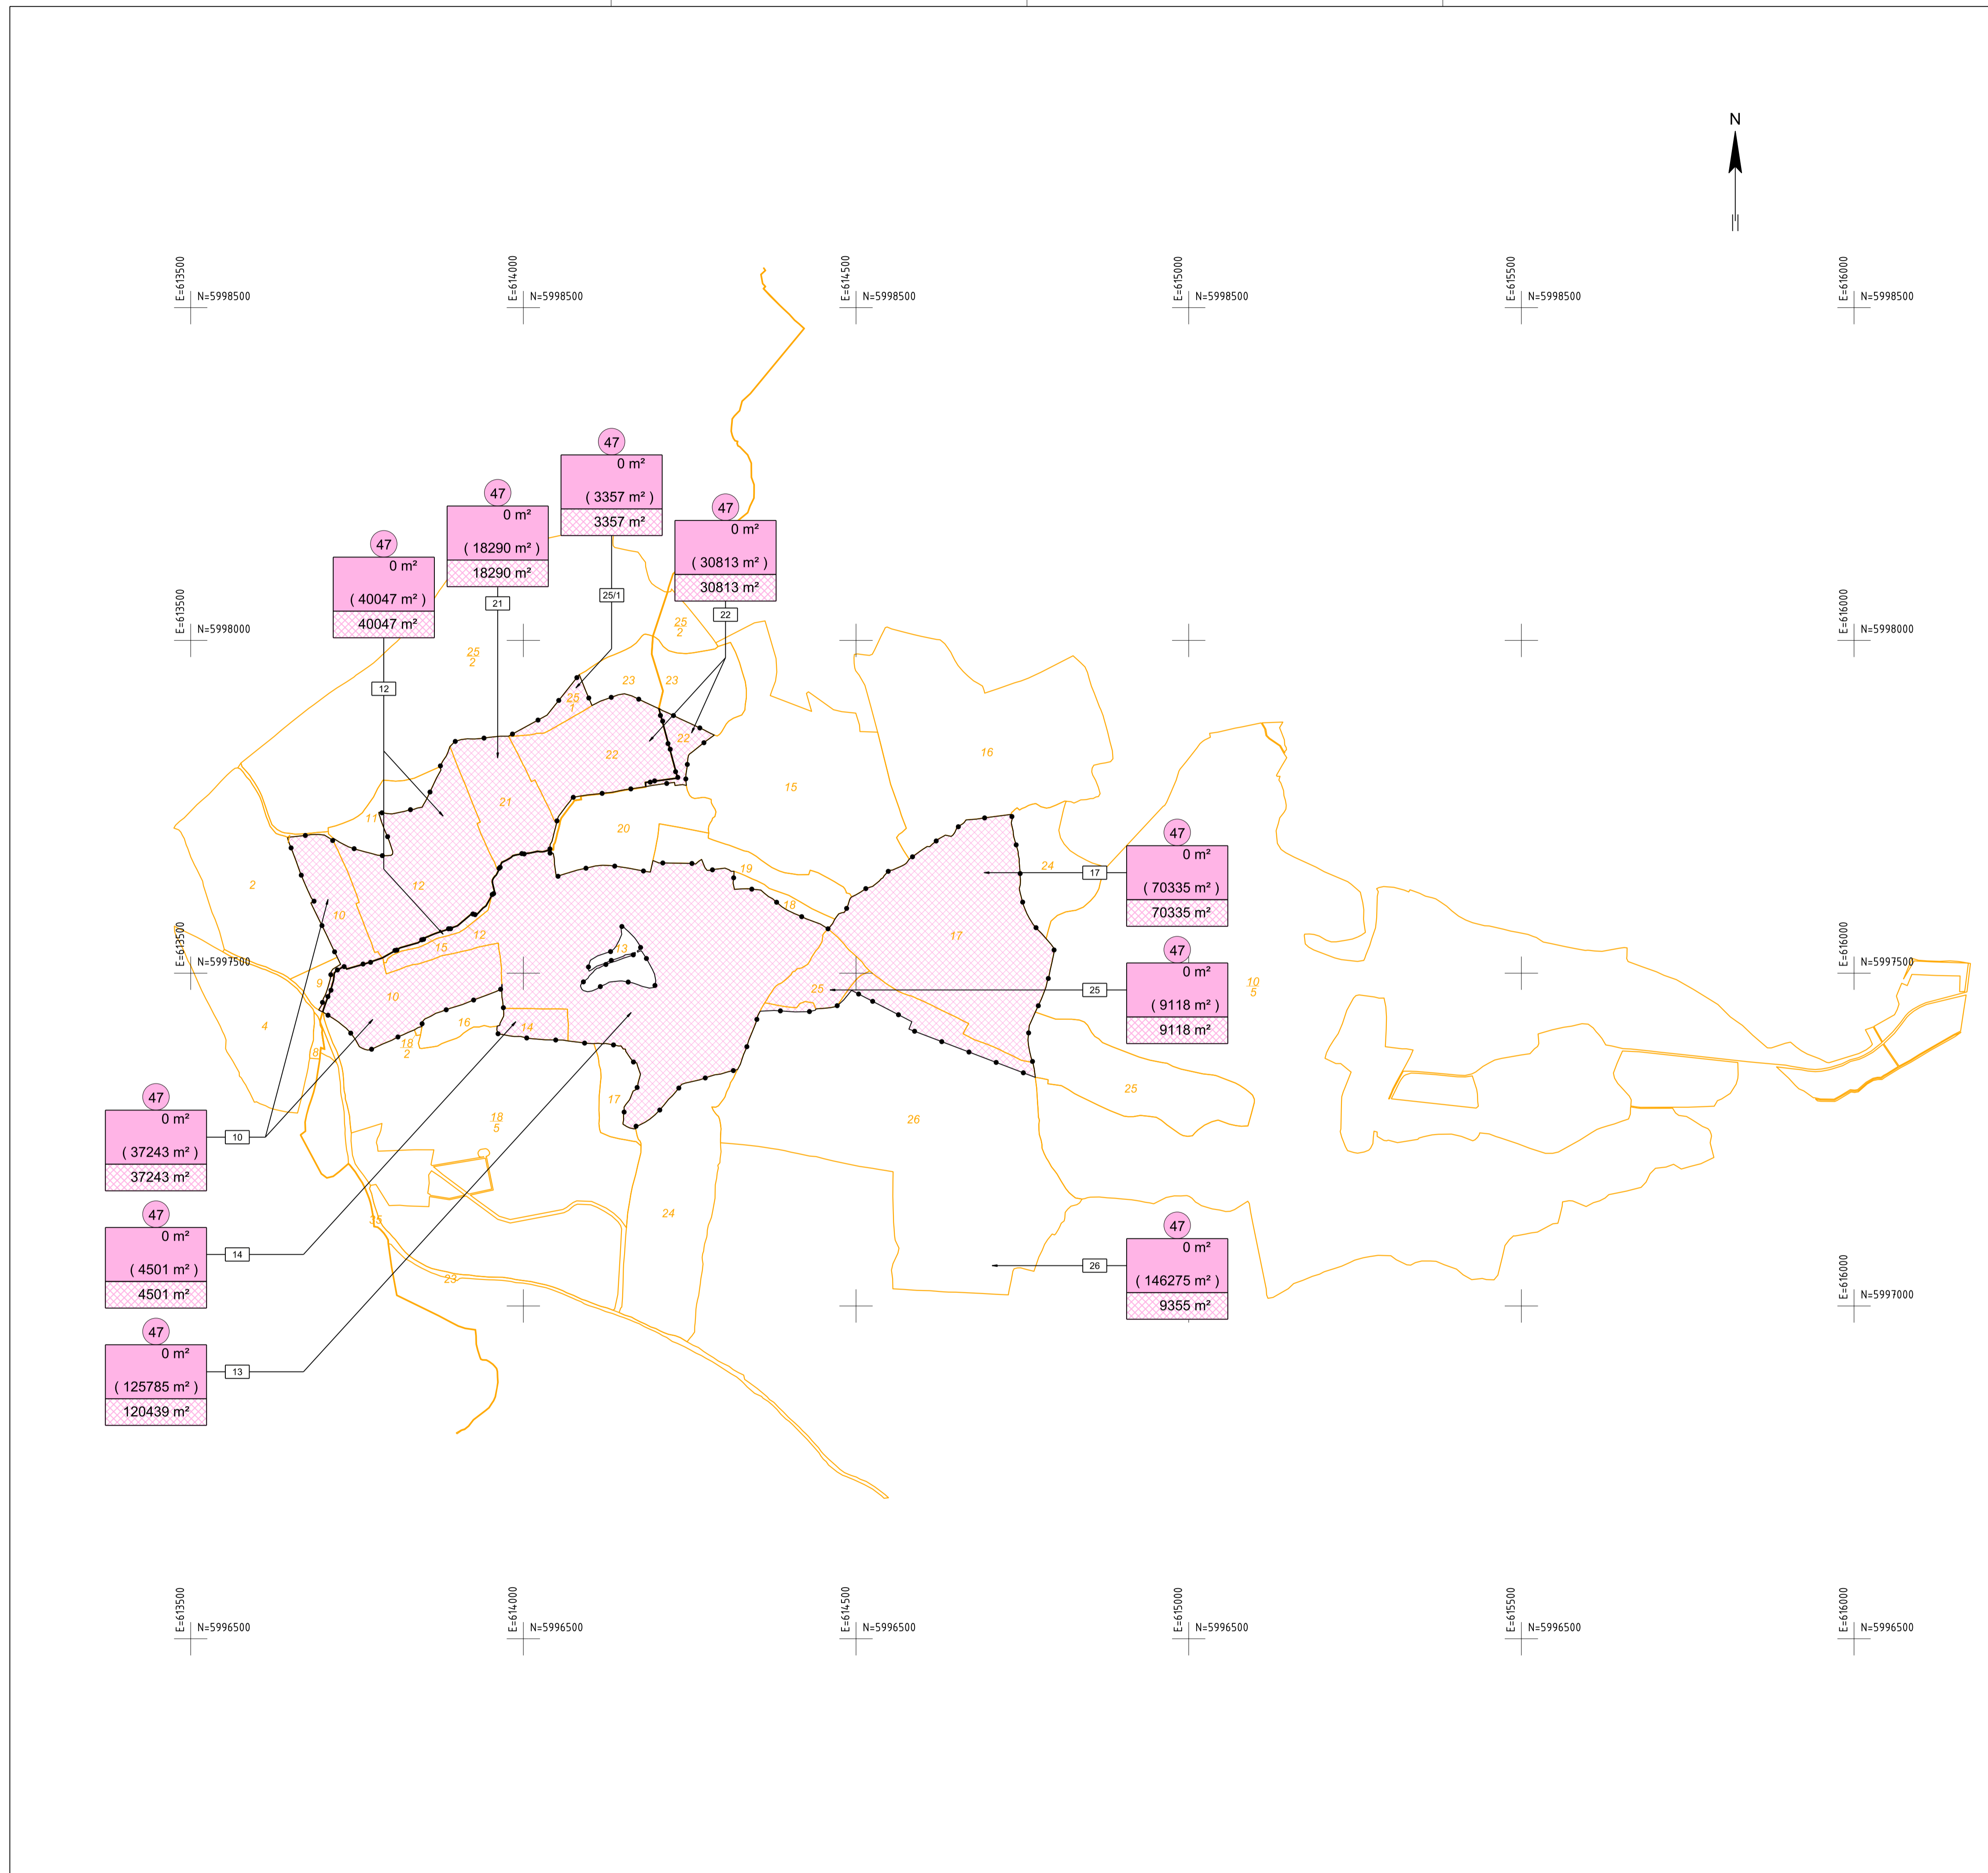 N
E=613500
N=5998500
E=614000
N=5998500
E=614500
N=5998500
E=615000
N=5998500
E=615500
N=5998500
E=616000
N=5998500
47
0 m²
( 3357 m² )
3357 m²
25/1
47
0 m²
( 18290 m² )
18290 m²
21
47
0 m²
( 30813 m² )
30813 m²
22
47
0 m²
( 40047 m² )
40047 m²
12
E=613500
N=5998000
E=616000
N=5998000
25
2
25
2
23
23
25
1
22
22
21
20
11
15
16
19
18
24
2
10
12
12
15
13
17
25
9
10
4
8
16
18
2
14
10
5
25
17
18
5
26
24
35
23
47
0 m²
( 70335 m² )
70335 m²
17
47
0 m²
( 9118 m² )
9118 m²
25
E=613500
N=5997500
E=616000
N=5997500
47
0 m²
( 37243 m² )
37243 m²
10
47
0 m²
( 4501 m² )
4501 m²
14
47
0 m²
( 146275 m² )
9355 m²
26
47
0 m²
( 125785 m² )
120439 m²
13
E=616000
N=5997000
E=613500
N=5996500
E=614000
N=5996500
E=614500
N=5996500
E=615000
N=5996500
E=615500
N=5996500
E=616000
N=5996500